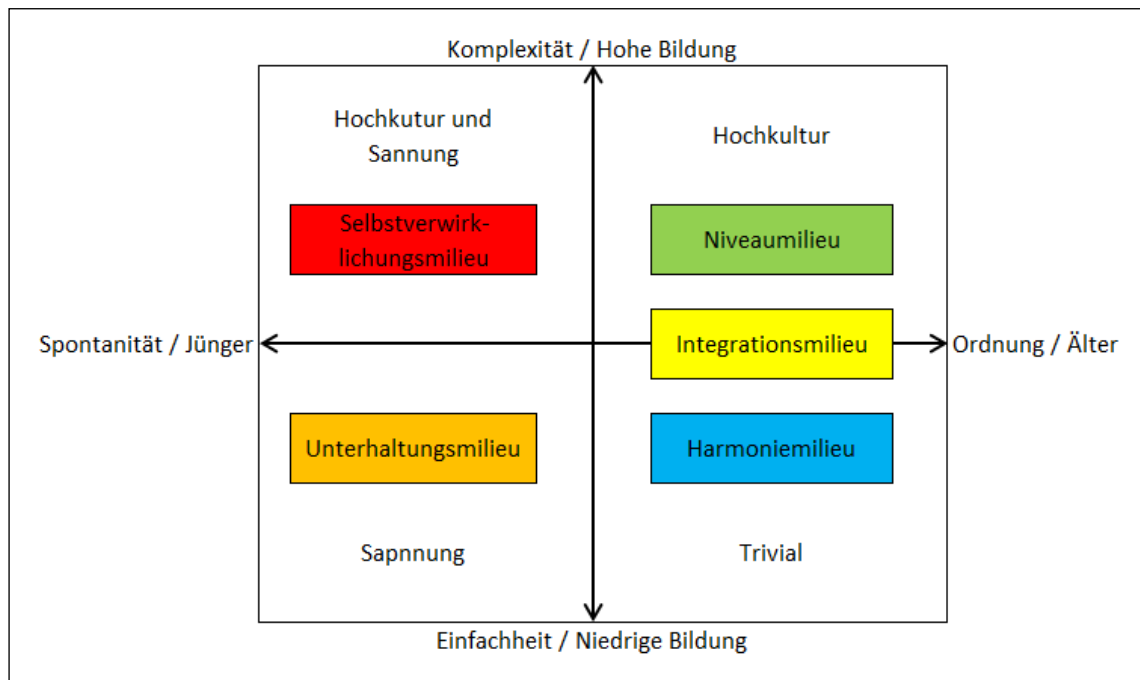 Komplexität / Hohe Bildung
Hochkutur und
Sannung
Hochkultur
Selbstverwirk-
lichungsmilieu
Niveaumilieu
Spontanität / Jünger
Integrationsmilieu
Ordnung / Älter
Unterhaltungsmilieu
Harmoniemilieu
Sapnnung
Trivial
Einfachheit / Niedrige Bildung